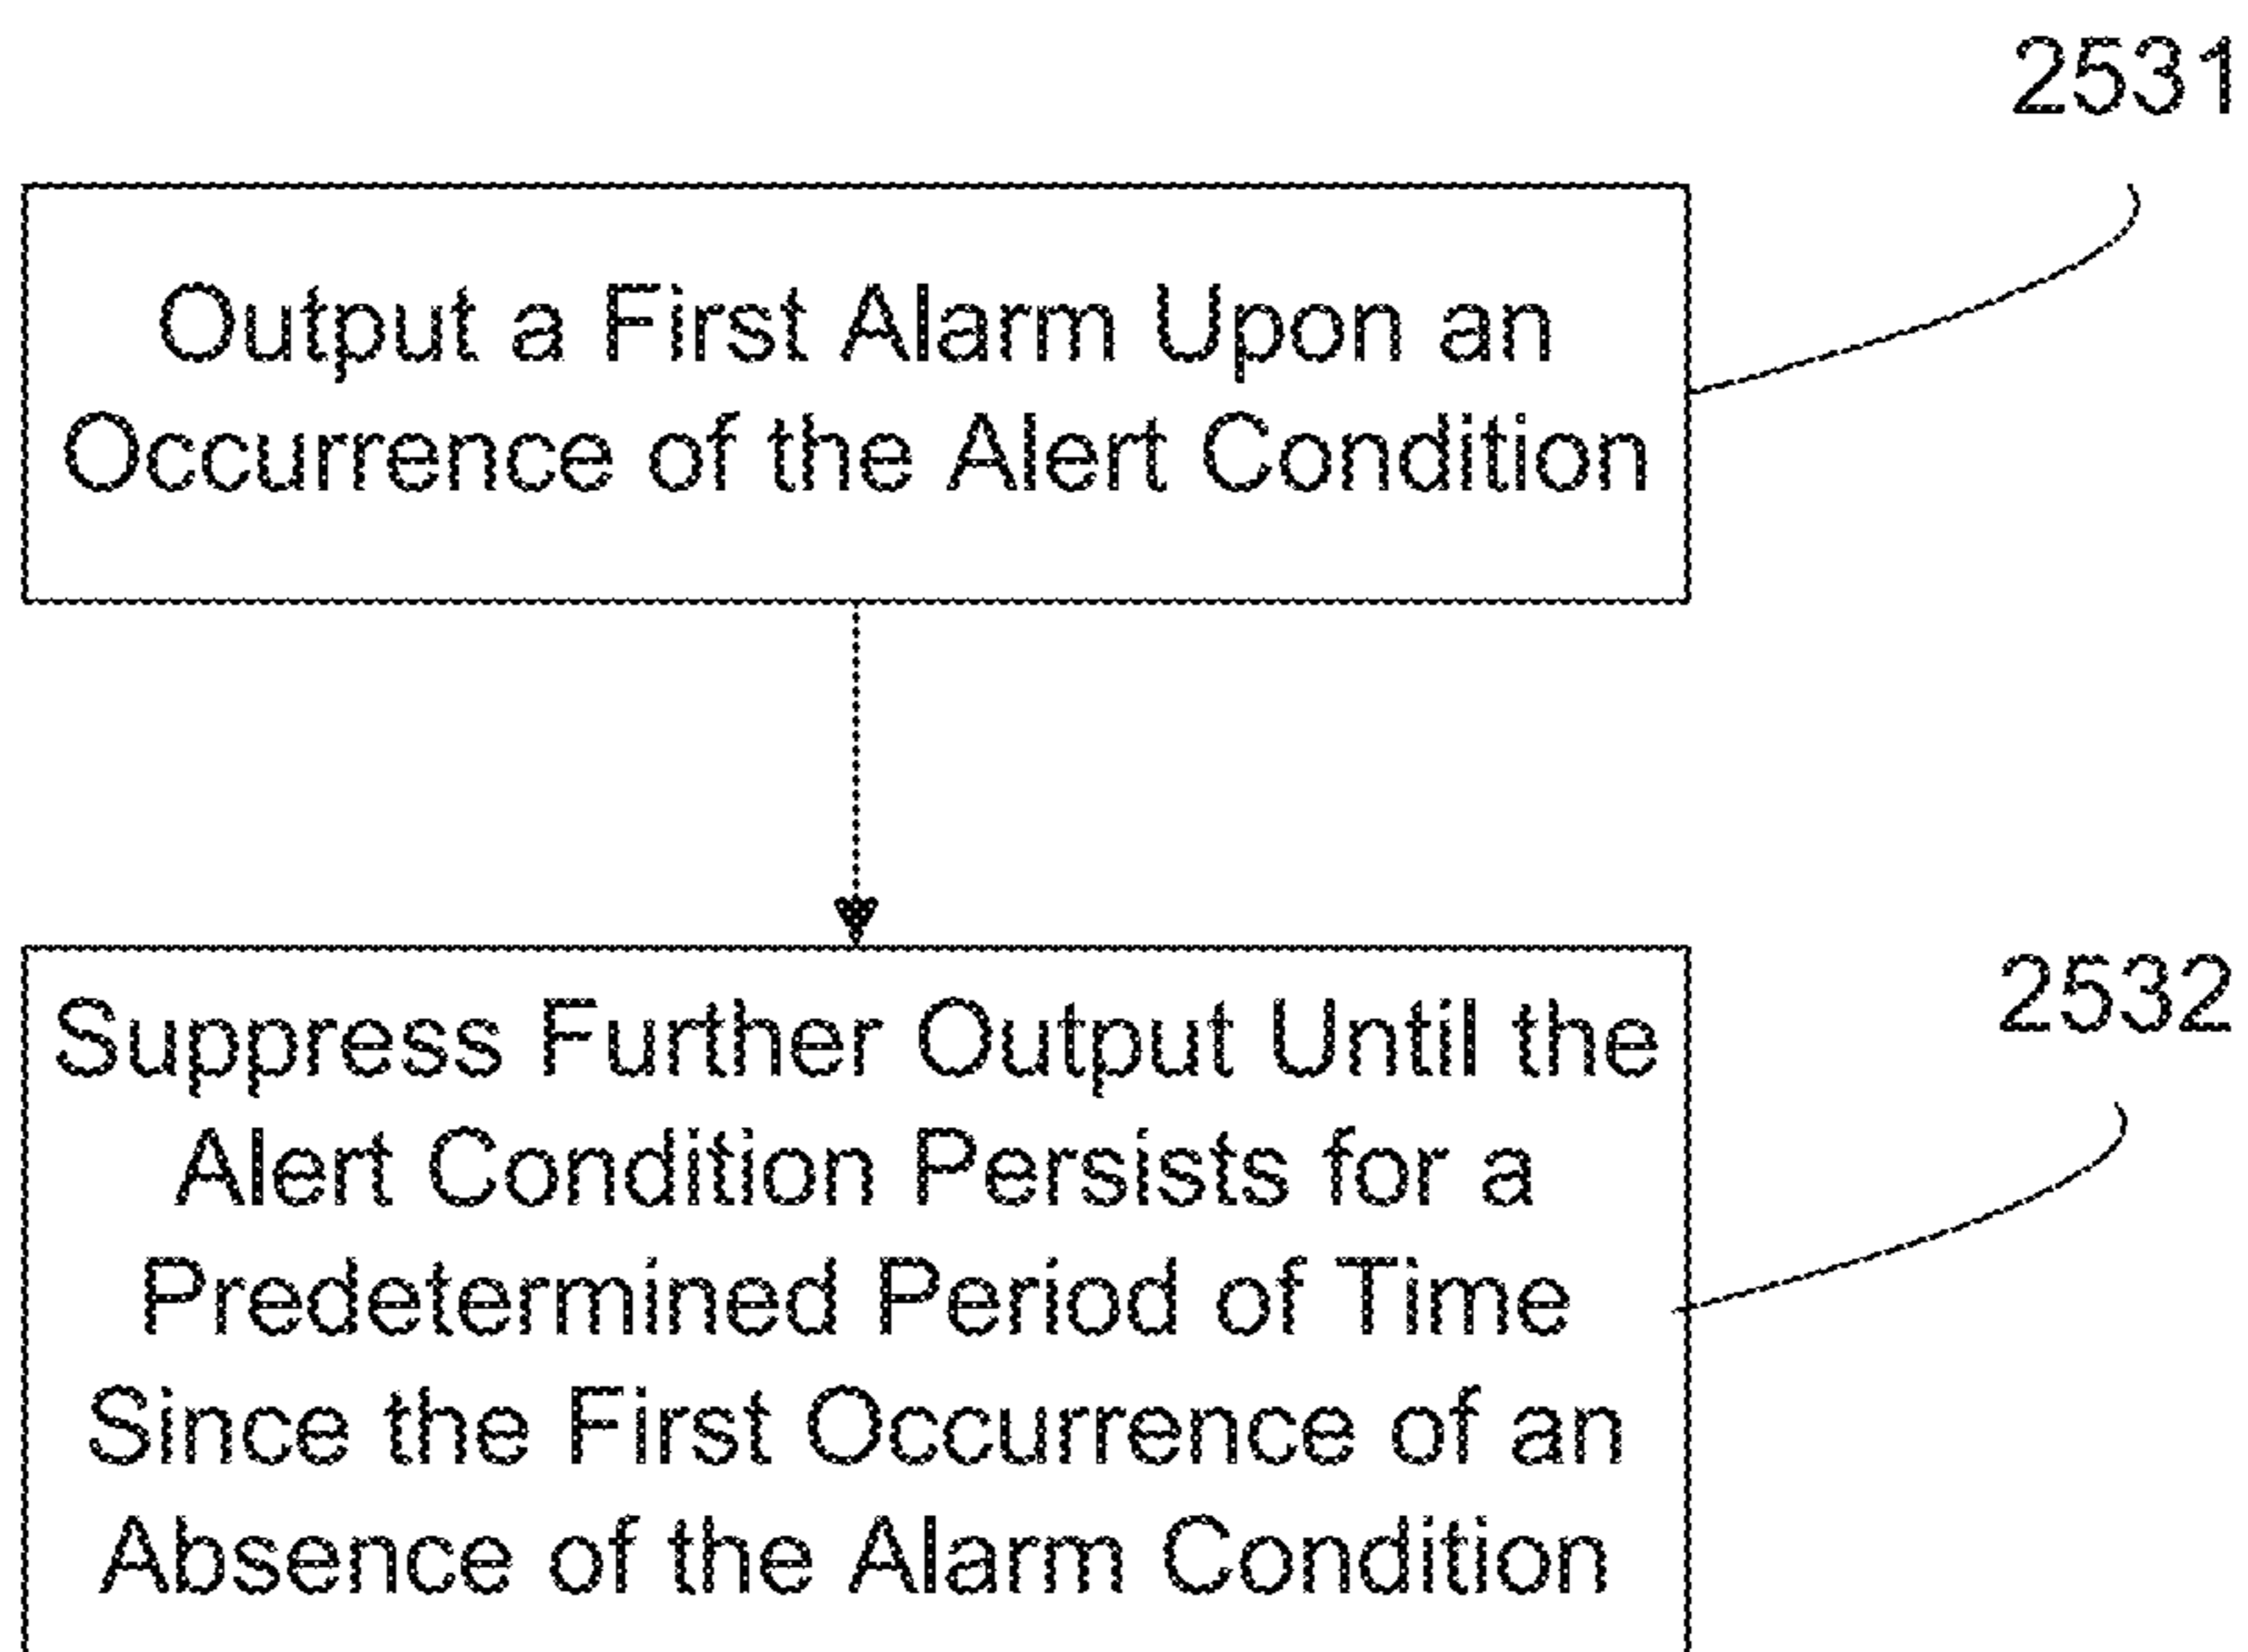 2531
Output a First Alarm Upon an
Occurrence of the Alert Condition
2532
Suppress Further Output Until the
Alert Condition Persists for a
Predetermined Period of Time
Since the First Occurrence of an
Absence of the Alarm Condition